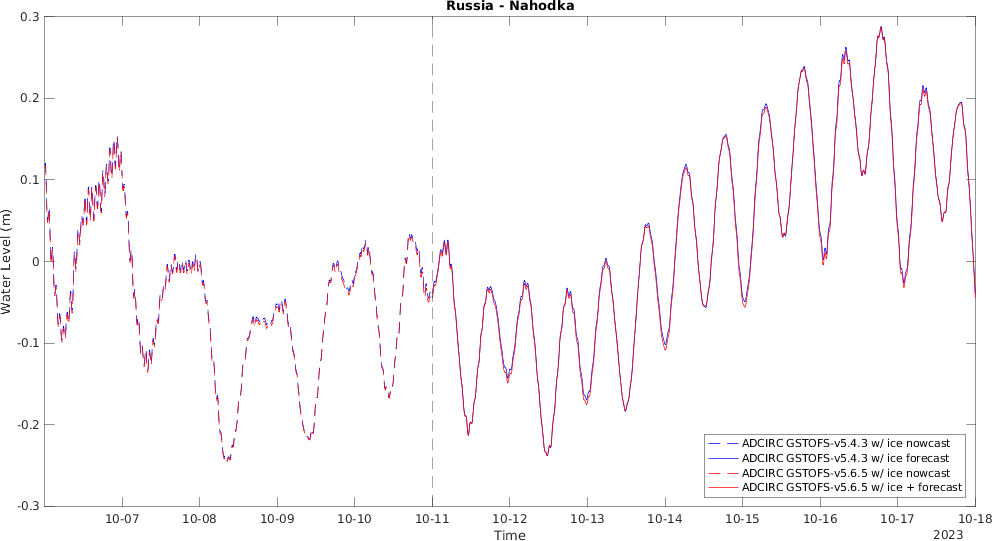 Russia - Nahodka
0.3
0.2
0.1
0
-0.1
-0.2
-0.3
Water Level (m)
ADCIRC GSTOFS-v5.4.3 w/ ice nowcast
ADCIRC GSTOFS-v5.4.3 w/ ice forecast
ADCIRC GSTOFS-v5.6.5 w/ ice nowcast
ADCIRC GSTOFS-v5.6.5 w/ ice + forecast
10-07 10-08 10-09 10-10 10-11 10-12 10-13 10-14 10-15 10-16 10-17 10-18
Time
2023